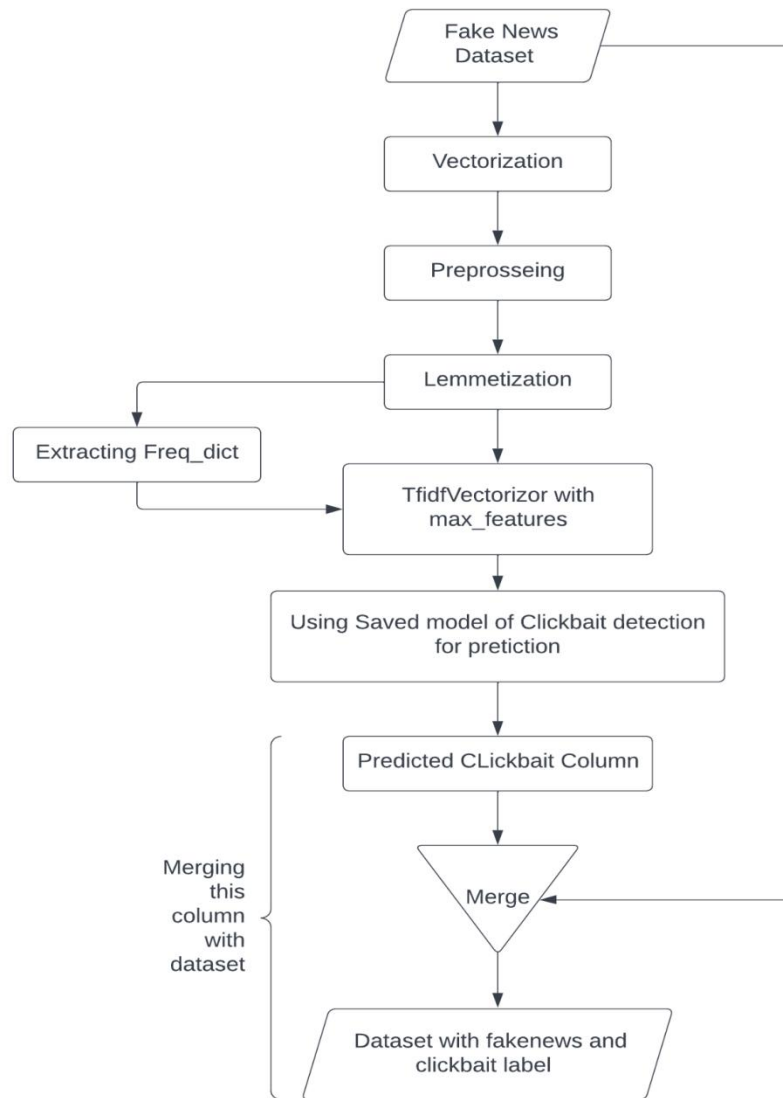 Fake News
Dataset
Vectorization
Preprosseing
Lemmetization
Extracting Freq_dict
TfidfVectorizor with
max_features
Using Saved model of Clickbait detection
for pretiction
Predicted CLickbait Column
Merging
this
column
with
dataset
Merge
Dataset with fakenews and
clickbait label